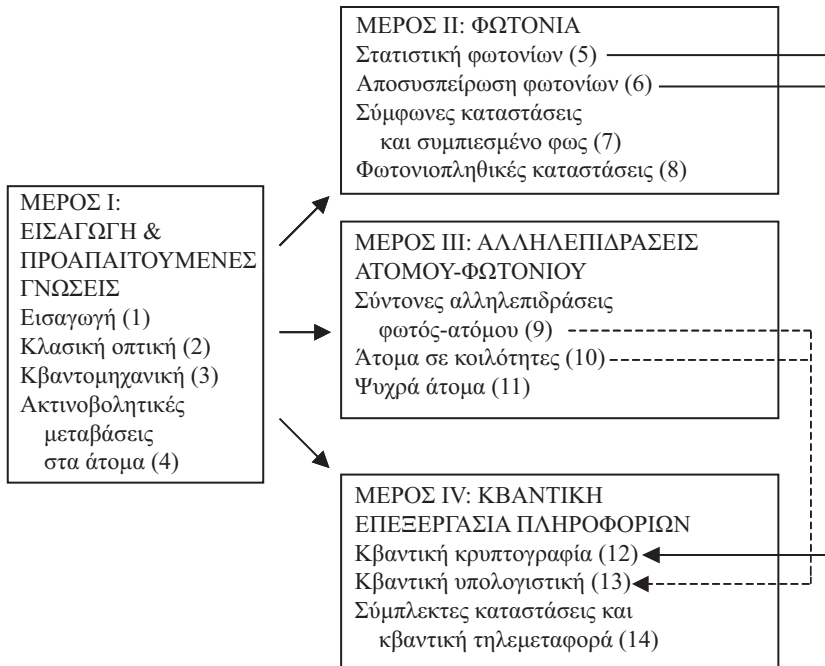 ΜΕΡΟΣ I:
ΕΙΣΑΓΩΓΗ &
ΠΡΟΑΠΑΙΤΟΥΜΕΝΕΣ
ΓΝΩΣΕΙΣ
Εισαγωγή (1)
Κλασική οπτική (2)
Κβαντομηχανική (3)
Ακτινοβολητικές
μεταβάσεις
στα άτομα (4)
ΜΕΡΟΣ II: ΦΩΤΟΝΙΑ
Στατιστική φωτονίων (5)
Αποσυσπείρωση φωτονίων (6)
Σύμφωνες καταστάσεις
και συμπιεσμένο φως (7)
Φωτονιοπληθικές καταστάσεις (8)
ΜΕΡΟΣ III: ΑΛΛΗΛΕΠΙΔΡΑΣΕΙΣ
ΑΤΟΜΟΥ-ΦΩΤΟΝΙΟΥ
Σύντονες αλληλεπιδράσεις
φωτός-ατόμου (9)
Άτομα σε κοιλότητες (10)
Ψυχρά άτομα (11)
ΜΕΡΟΣ IV: ΚΒΑΝΤΙΚΗ
ΕΠΕΞΕΡΓΑΣΙΑ ΠΛΗΡΟΦΟΡΙΩΝ
Κβαντική κρυπτογραφία (12)
Κβαντική υπολογιστική (13)
Σύμπλεκτες καταστάσεις και
κβαντική τηλεμεταφορά (14)